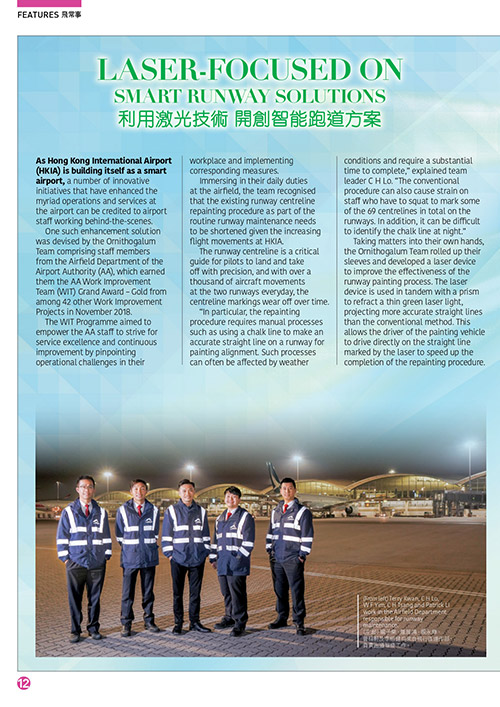 FEATURES 飛常事
LASER-FOCUSED ON
SMART RUNWAY SOLUTIONS
利用激光技術 開創智能跑道方案
As Hong Kong International Airport
(HKIA) is building itself as a smart
airport, a number of innovative
initiatives that have enhanced the
myriad operations and services at
the airport can be credited to airport
staff working behind-the-scenes.
One such enhancement solution
was devised by the Ornithogalum
Team comprising staff members
from the Airfield Department of the
Airport Authority (AA), which earned
them the AA Work Improvement
Team (WIT) Grand Award – Gold from
among 42 other Work Improvement
Projects in November 2018.
The WIT Programme aimed to
empower the AA staff to strive for
service excellence and continuous
improvement by pinpointing
operational challenges in their
workplace and implementing
corresponding measures.
Immersing in their daily duties
at the airfield, the team recognised
that the existing runway centreline
repainting procedure as part of the
routine runway maintenance needs
to be shortened given the increasing
flight movements at HKIA.
The runway centreline is a critical
guide for pilots to land and take
off with precision, and with over a
thousand of aircraft movements
at the two runways everyday, the
centreline markings wear off over time.
"In particular, the repainting
procedure requires manual processes
such as using a chalk line to make an
accurate straight line on a runway for
painting alignment. Such processes
can often be affected by weather
conditions and require a substantial
time to complete," explained team
leader C H Lo. "The conventional
procedure can also cause strain on
staff who have to squat to mark some
of the 69 centrelines in total on the
runways. In addition, it can be difficult
to identify the chalk line at night."
Taking matters into their own hands,
the Ornithogalum Team rolled up their
sleeves and developed a laser device
to improve the effectiveness of the
runway painting process. The laser
device is used in tandem with a prism
to refract a thin green laser light,
projecting more accurate straight lines
than the conventional method. This
allows the driver of the painting vehicle
to drive directly on the straight line
marked by the laser to speed up the
completion of the repainting procedure.
(From left) Terry Kwan, C H Lo,
W F Yim, C H Tsang and Patrick Li
work in the Airfield Department
responsible for runway
maintenance.
12